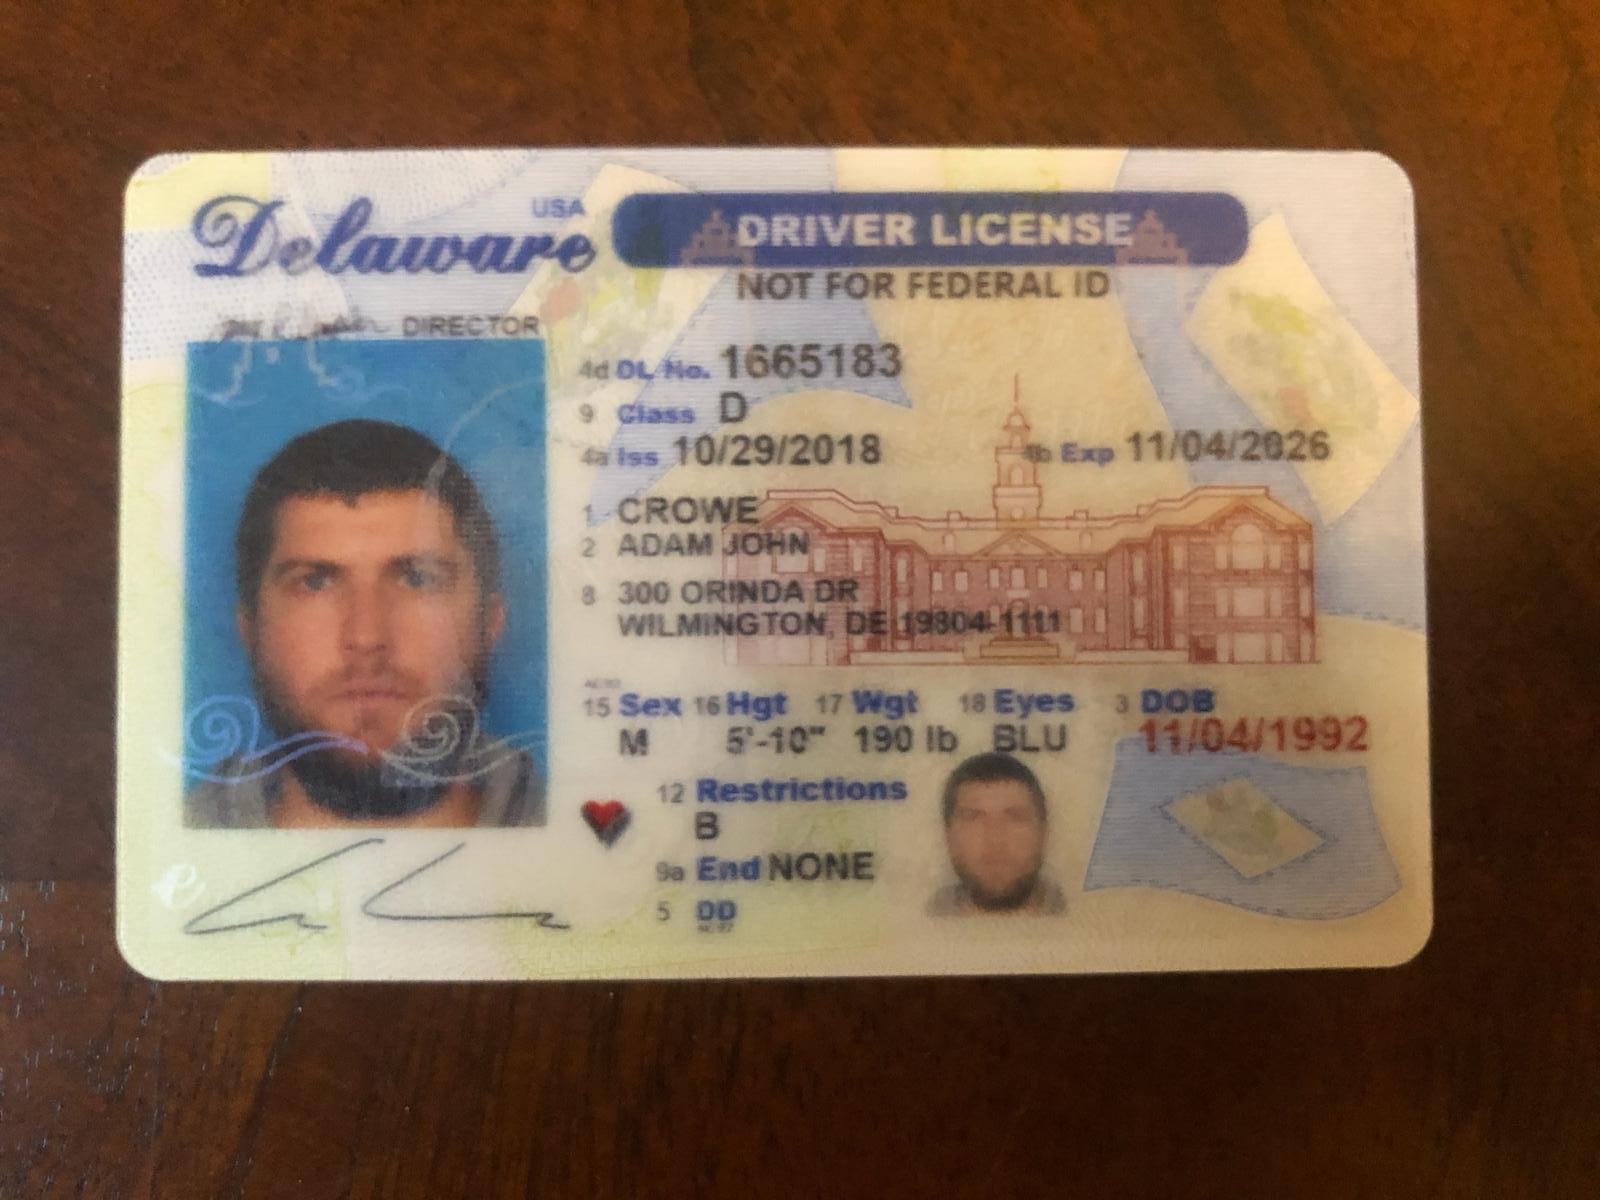 Delaware USA DRIVER LICENSE
NOT FOR FEDERAL ID
DIRECTOR
4d DL No. 1665183
9 Class D
4a Iss 10/29/2018 4b Exp 11/04/2026
1 CROWE
2 ADAM JOHN
8 300 ORINDA DR
WILMINGTON, DE 19804-1111
15 Sex 16 Hgt 17 Wgt 18 Eyes 3 DOB
M 5'-10" 190 lb BLU 11/04/1992
12 Restrictions
B
9a End NONE
5 DD